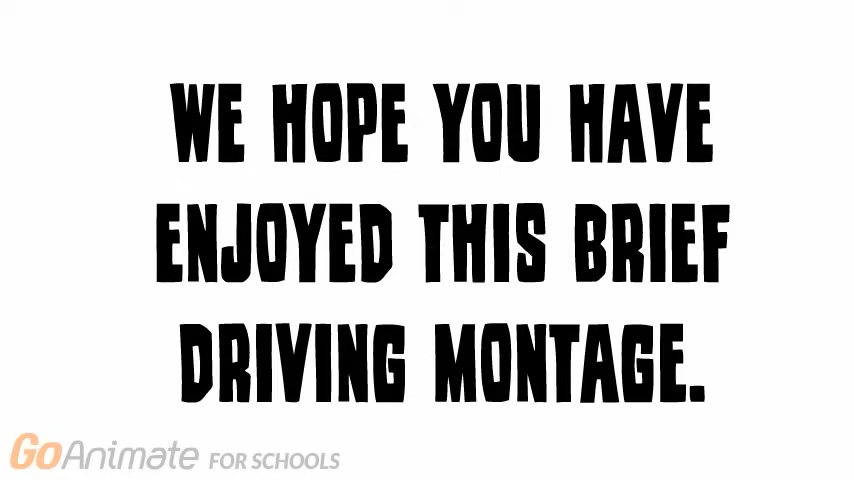 WE HOPE YOU HAVE
ENJOYED THIS BRIEF
DRIVING MONTAGE.
GoAnimate FOR SCHOOLS